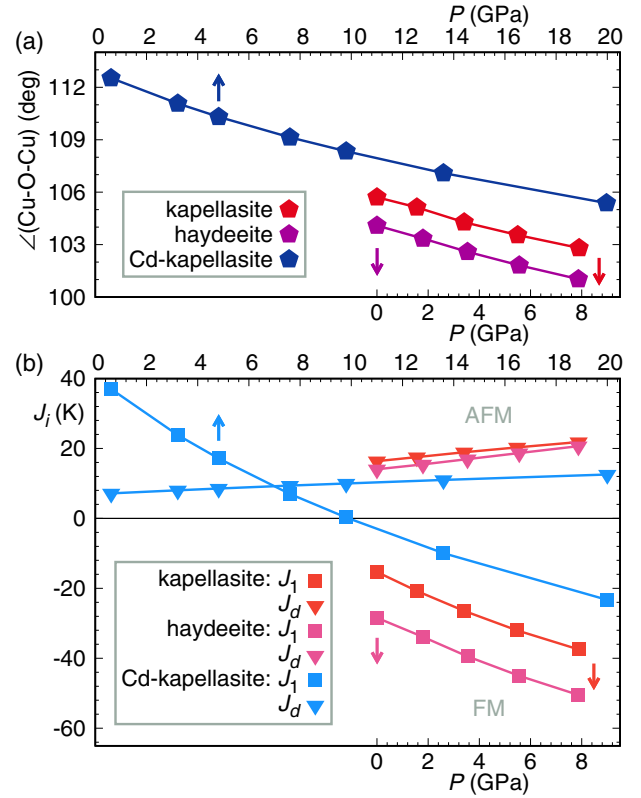 P (GPa)
0 2 4 6 8 10 12 14 16 18 20
(a)
∠(Cu-O-Cu) (deg)
112
109
106
103
100
kapellasite
haydeeite
Cd-kapellasite
0 2 4 6 8
P (GPa)
(b)
0 2 4 6 8 10 12 14 16 18 20
J_i (K)
40
20
0
-20
-40
-60
AFM
kapellasite: J_1
J_d
haydeeite: J_1
J_d
Cd-kapellasite: J_1
J_d
FM
0 2 4 6 8
P (GPa)